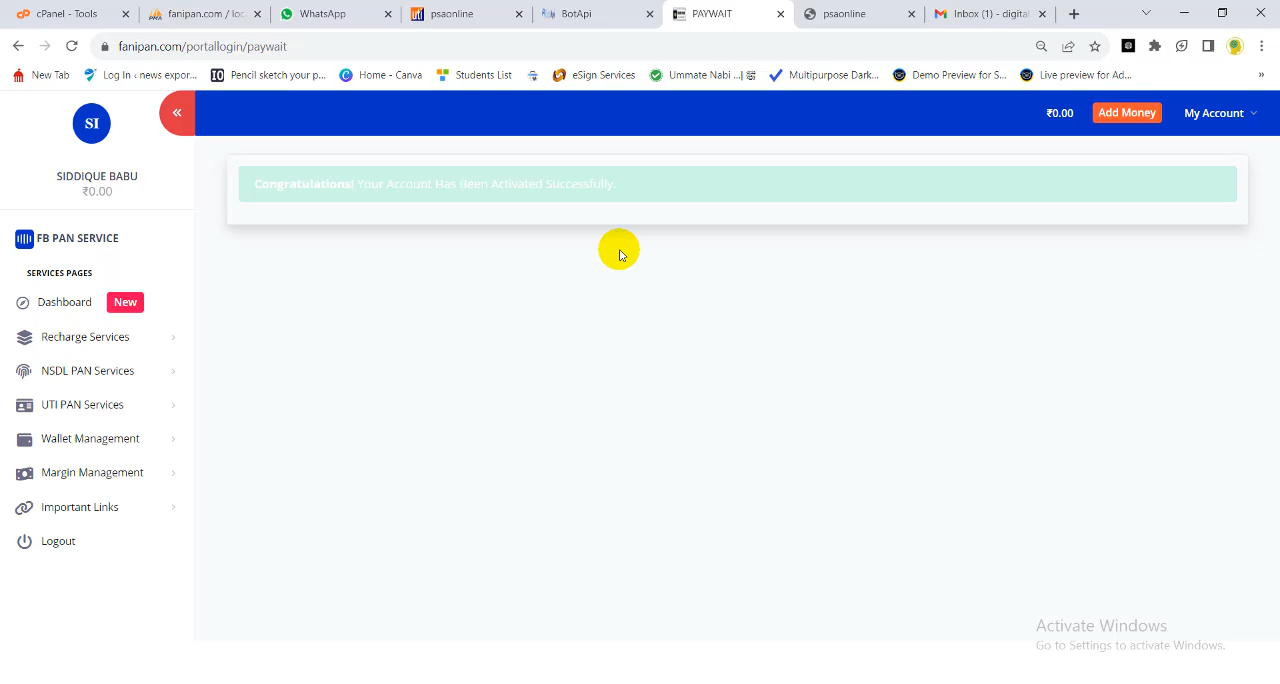 cPanel - Tools
fanipan.com / loc
WhatsApp
psaonline
BotApi
PAYWAIT
psaonline
Inbox (1) - digital
fanipan.com/portallogin/paywait
New Tab
Log In ‹ news expor...
Pencil sketch your p...
Home - Canva
Students List
eSign Services
Ummate Nabi ...|
Multipurpose Dark...
Demo Preview for S...
Live preview for Ad...
»
SI
«
₹0.00
Add Money
My Account
SIDDIQUE BABU
₹0.00
Congratulations! Your Account Has Been Activated Successfully.
FB PAN SERVICE
SERVICES PAGES
Dashboard New
Recharge Services
NSDL PAN Services
UTI PAN Services
Wallet Management
Margin Management
Important Links
Logout
Activate Windows
Go to Settings to activate Windows.